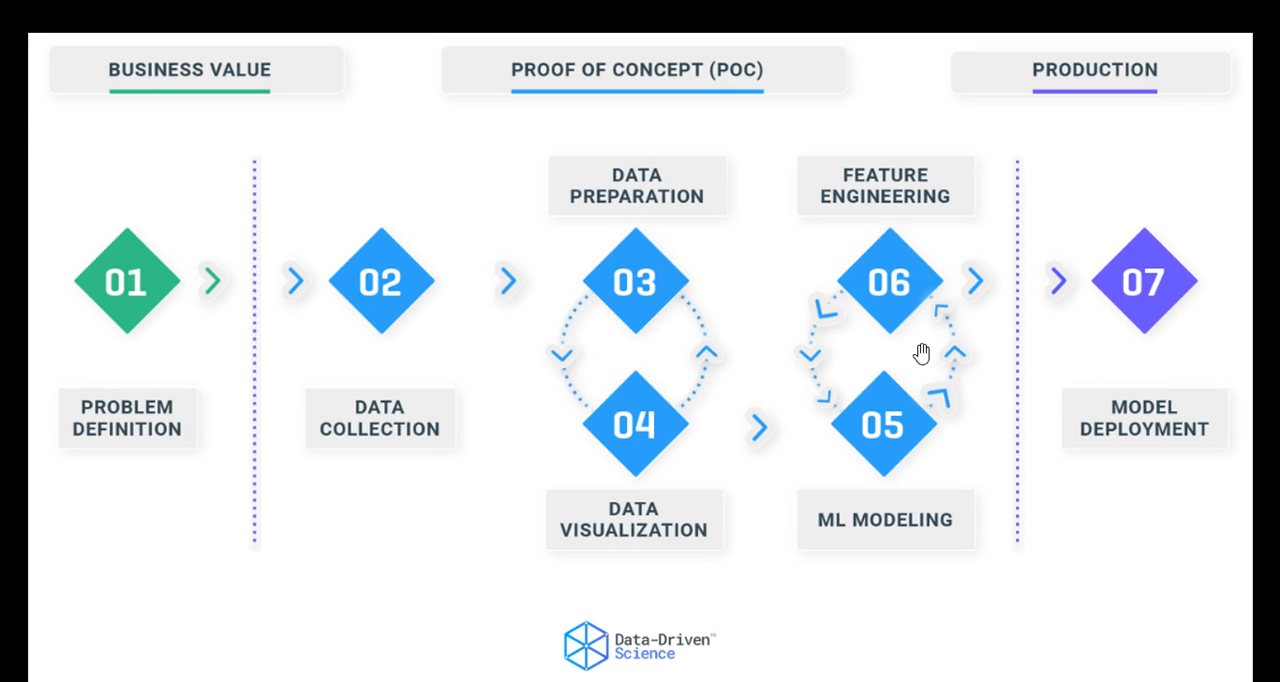 BUSINESS VALUE
PROOF OF CONCEPT (POC)
PRODUCTION
DATA
PREPARATION
FEATURE
ENGINEERING
01
02
03
06
07
04
05
PROBLEM
DEFINITION
DATA
COLLECTION
MODEL
DEPLOYMENT
DATA
VISUALIZATION
ML MODELING
Data-Driven™
Science